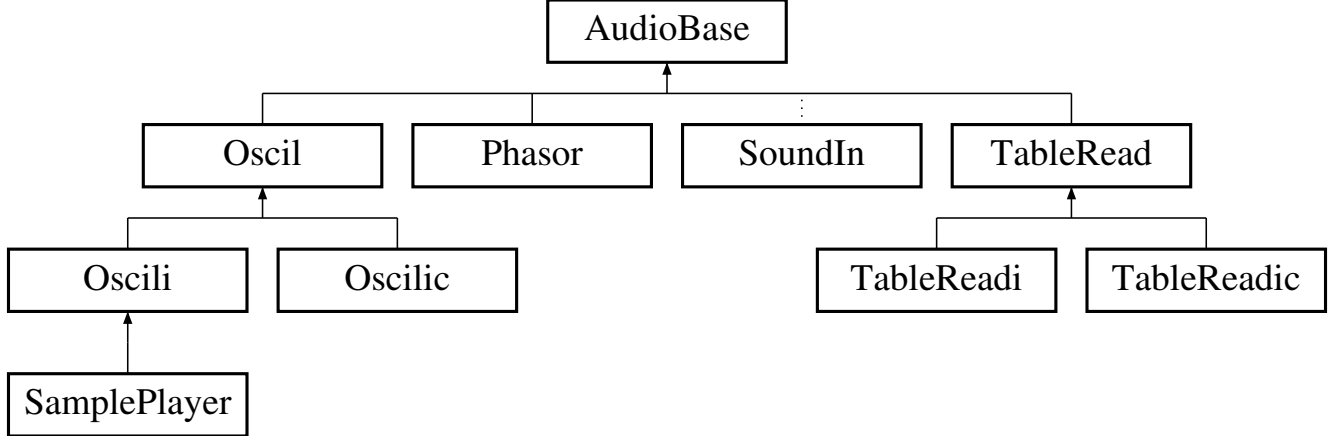 AudioBase
Oscil
Phasor
SoundIn
TableRead
Oscili
Oscilic
TableReadi
TableReadic
SamplePlayer